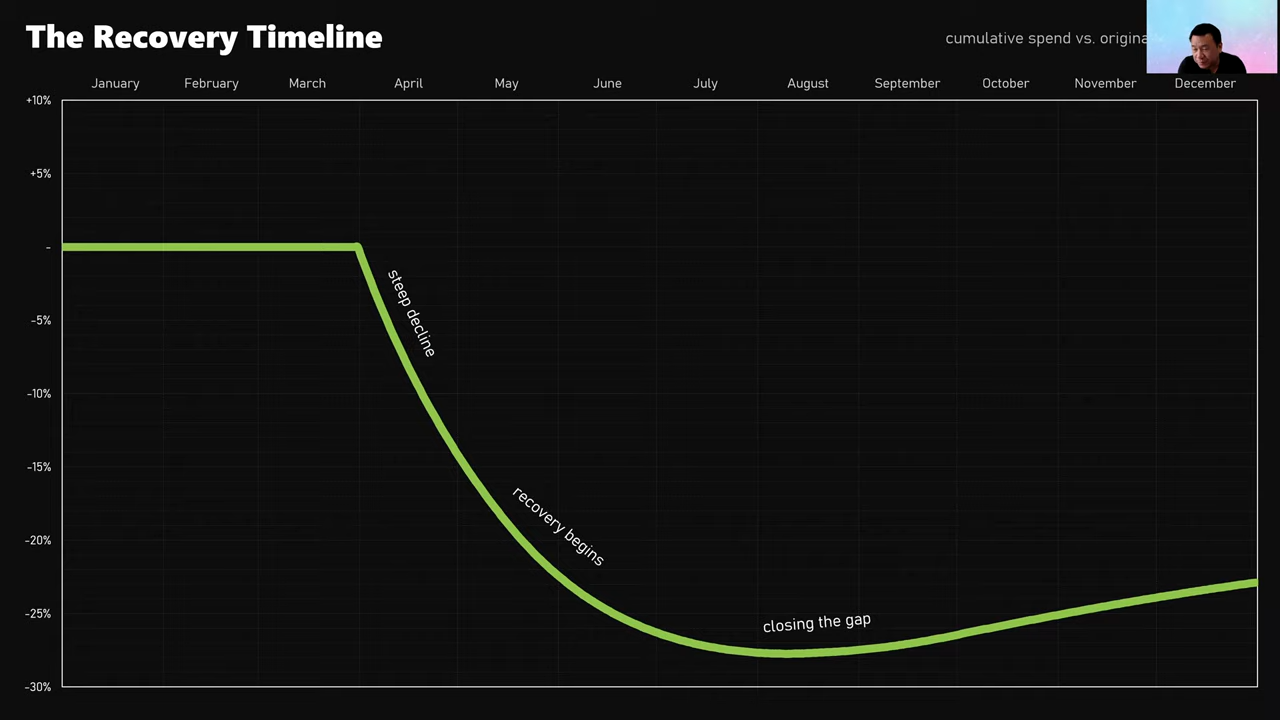 The Recovery Timeline
cumulative spend vs.
January February March April May June July August September October November December
+10%
+5%
-
-5%
-10%
-15%
-20%
-25%
-30%
steep decline
recovery begins
closing the gap